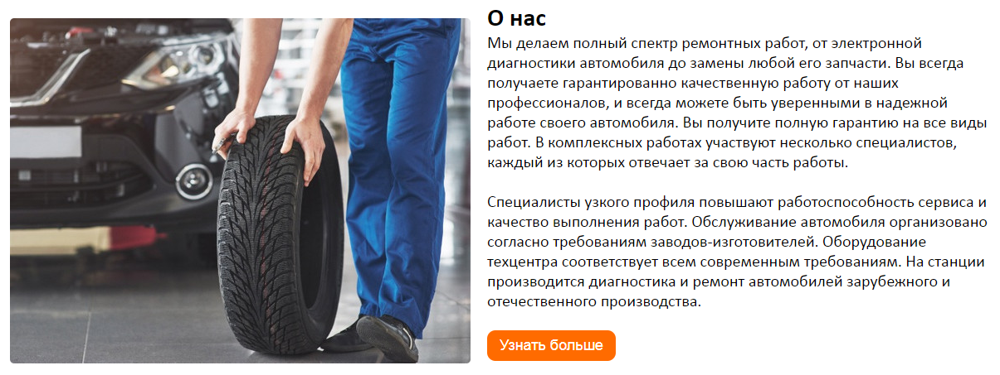 О нас
Мы делаем полный спектр ремонтных работ, от электронной
диагностики автомобиля до замены любой его запчасти. Вы всегда
получаете гарантированно качественную работу от наших
профессионалов, и всегда можете быть уверенными в надежной
работе своего автомобиля. Вы получите полную гарантию на все виды
работ. В комплексных работах участвуют несколько специалистов,
каждый из которых отвечает за свою часть работы.
Специалисты узкого профиля повышают работоспособность сервиса и
качество выполнения работ. Обслуживание автомобиля организовано
согласно требованиям заводов-изготовителей. Оборудование
техцентра соответствует всем современным требованиям. На станции
производится диагностика и ремонт автомобилей зарубежного и
отечественного производства.
Узнать больше